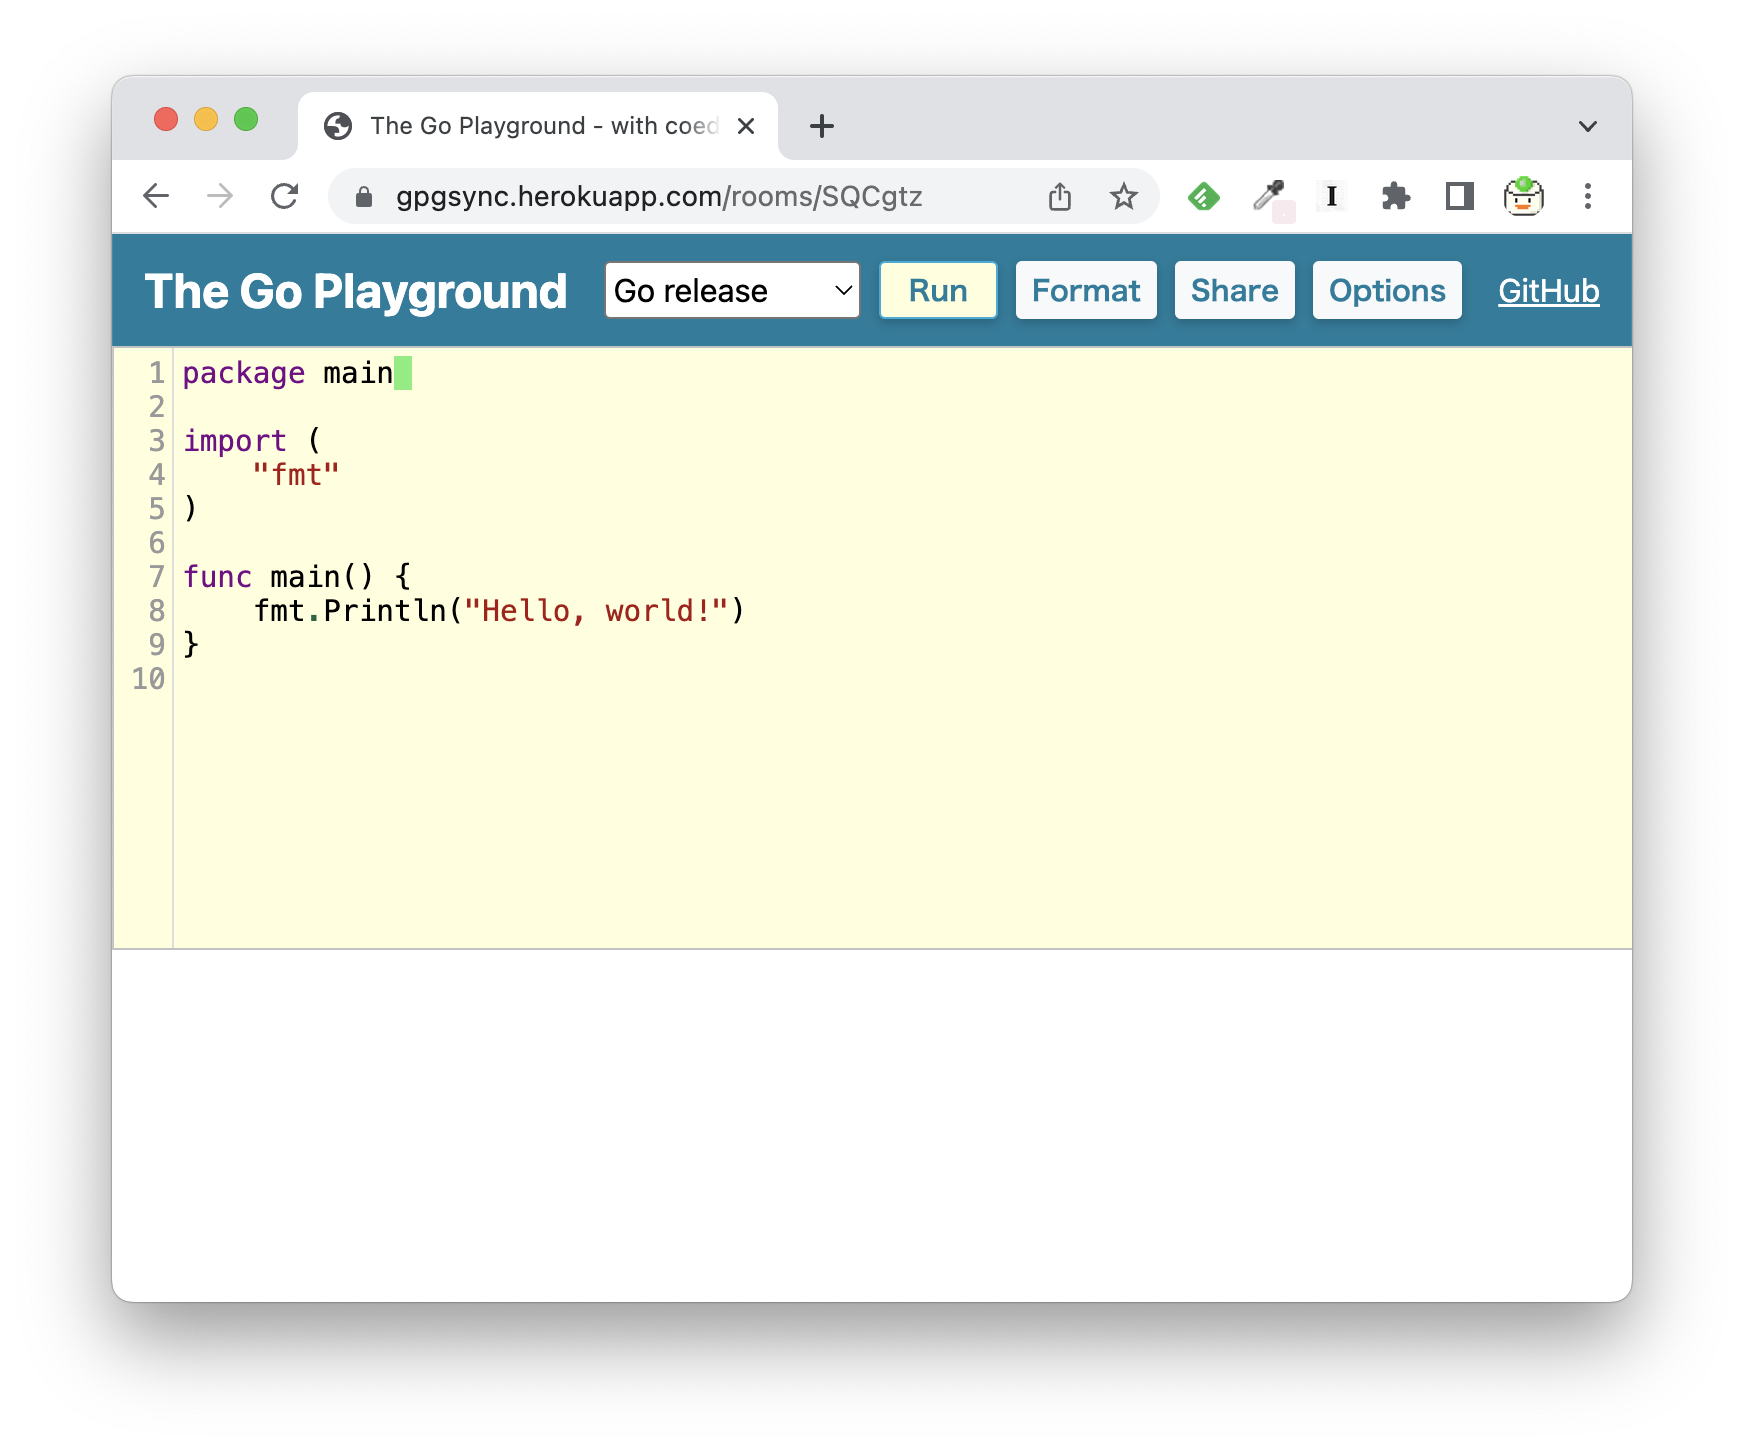 The Go Playground - with coed
gpgsync.herokuapp.com/rooms/SQCgtz
I
The Go Playground Go release Run Format Share Options GitHub
1 package main
2
3 import (
4     "fmt"
5 )
6
7 func main() {
8     fmt.Println("Hello, world!")
9 }
10